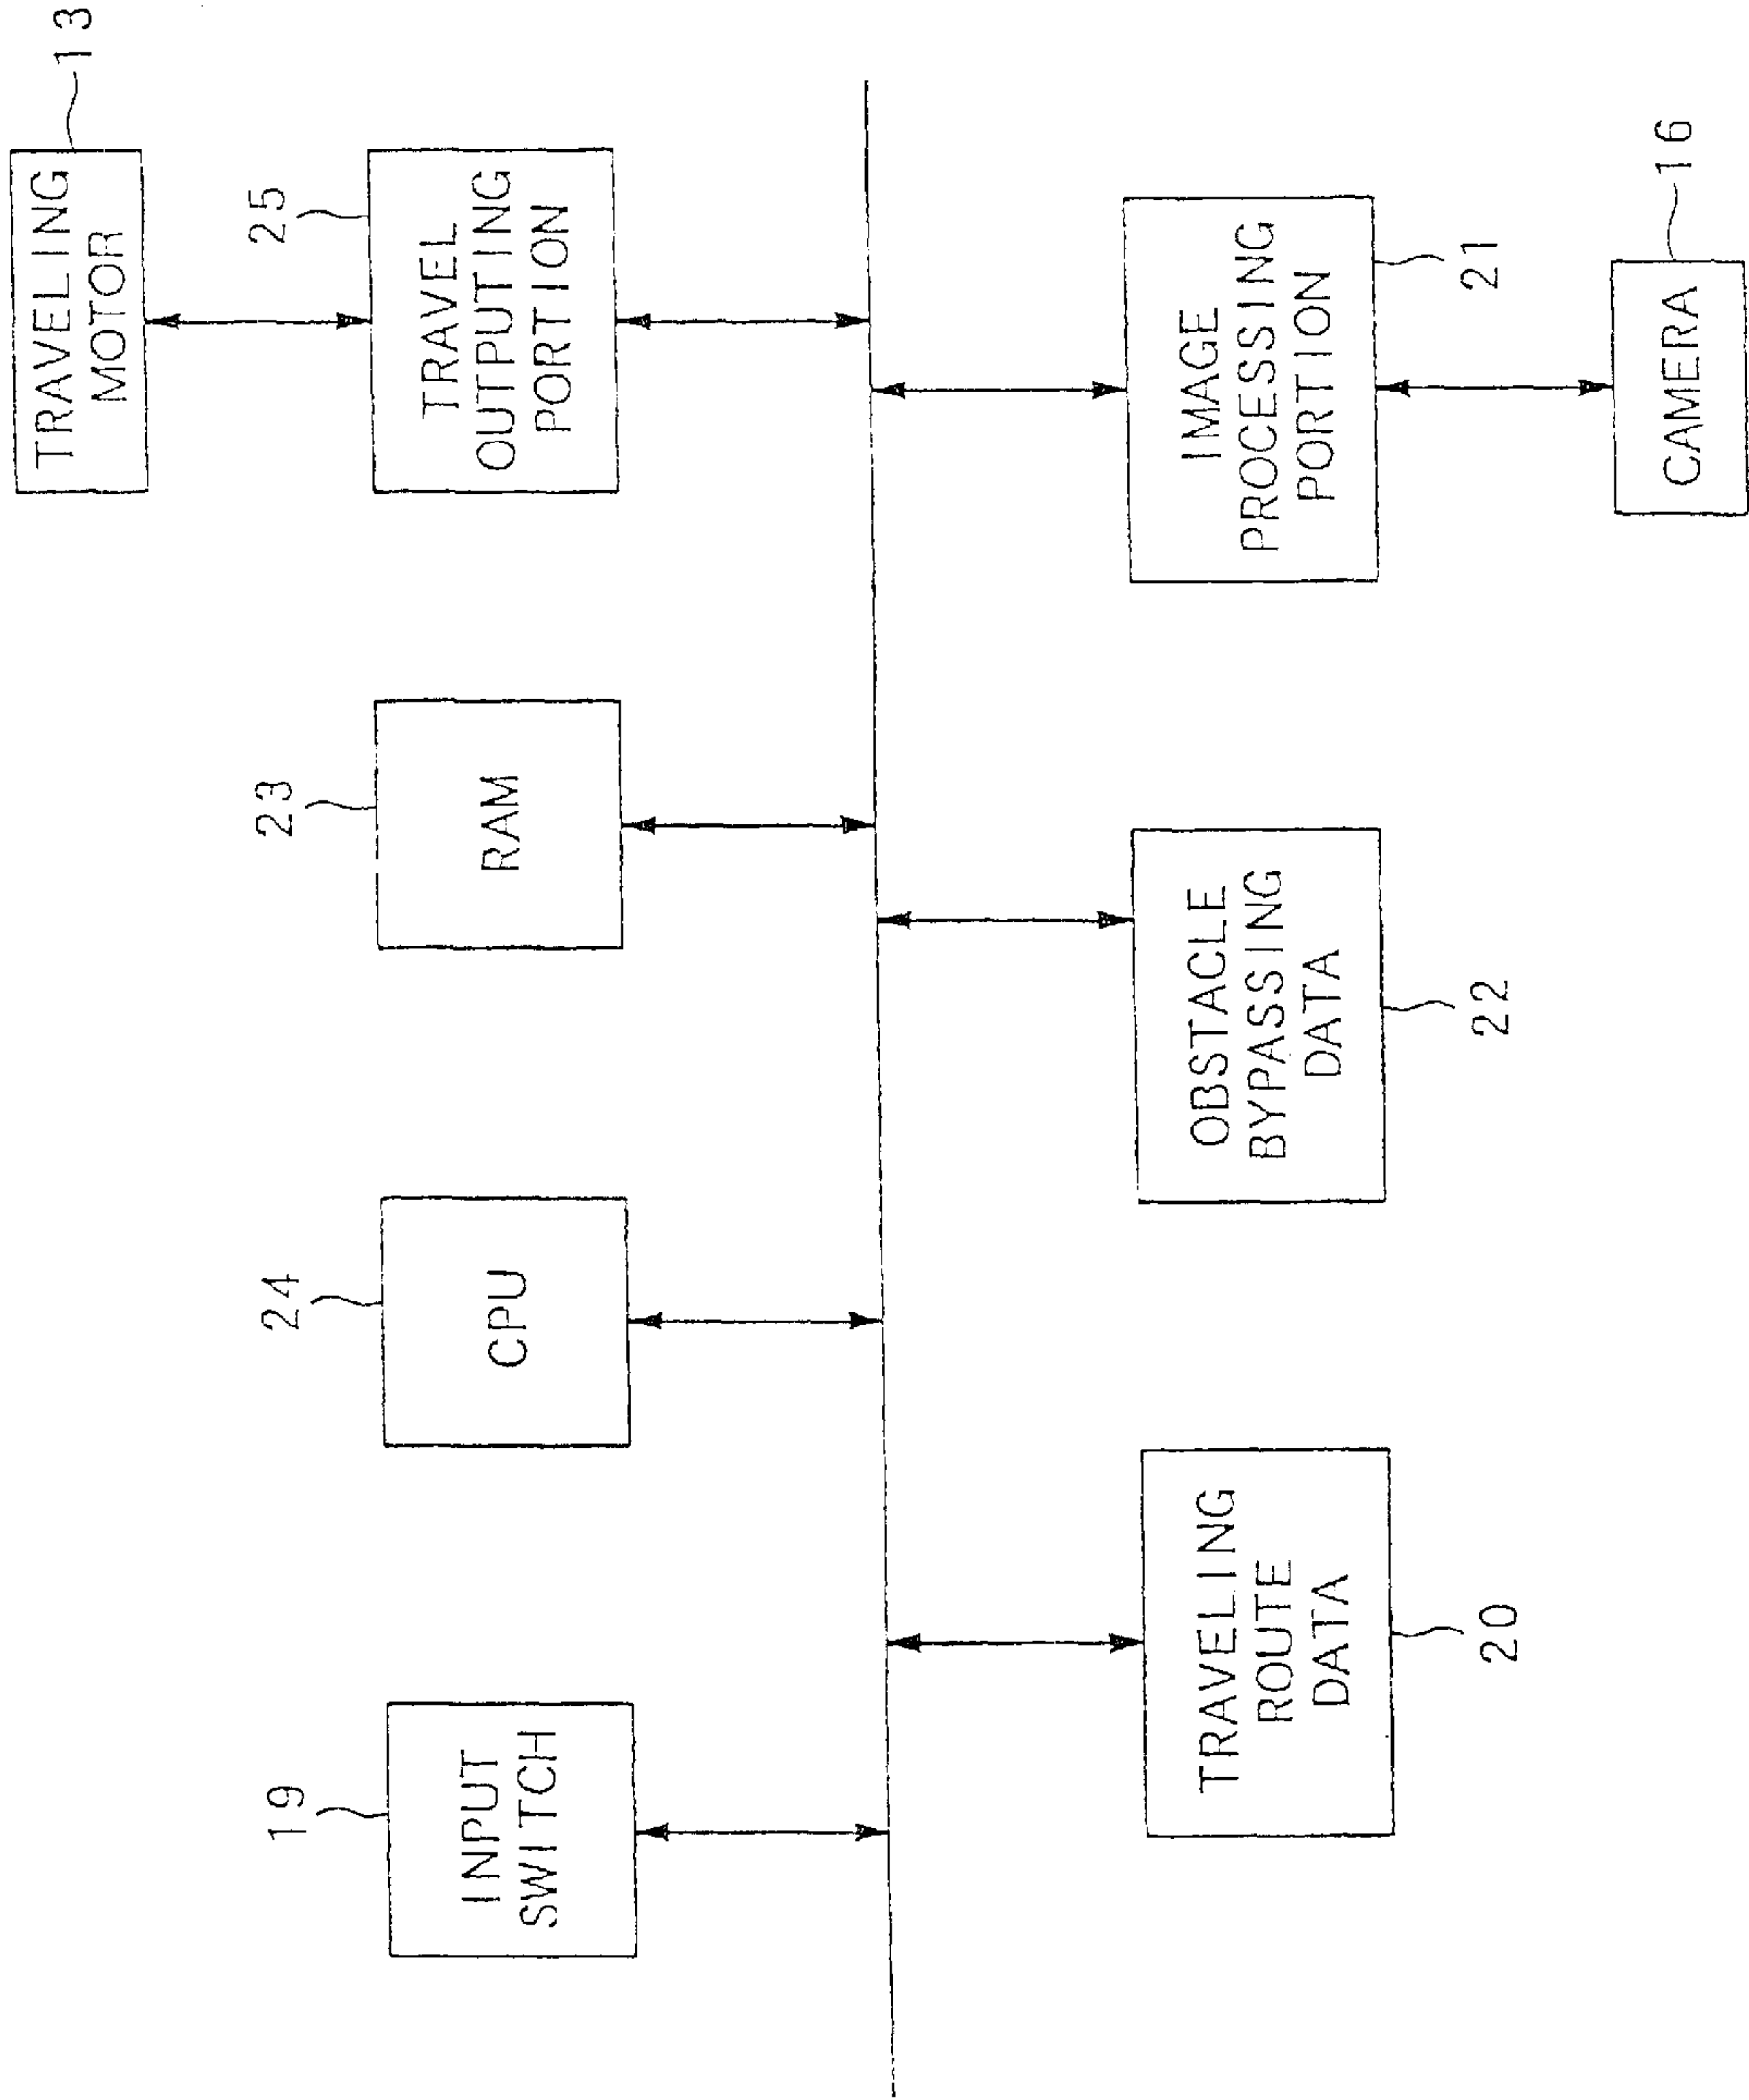 19
INPUT
SWITCH
24
CPU
23
RAM
25
TRAVEL
OUTPUTING
PORTION
TRAVELING
MOTOR
13
TRAVELING
ROUTE
DATA
20
OBSTACLE
BYPASSING
DATA
22
IMAGE
PROCESSING
PORTION
21
CAMERA
16